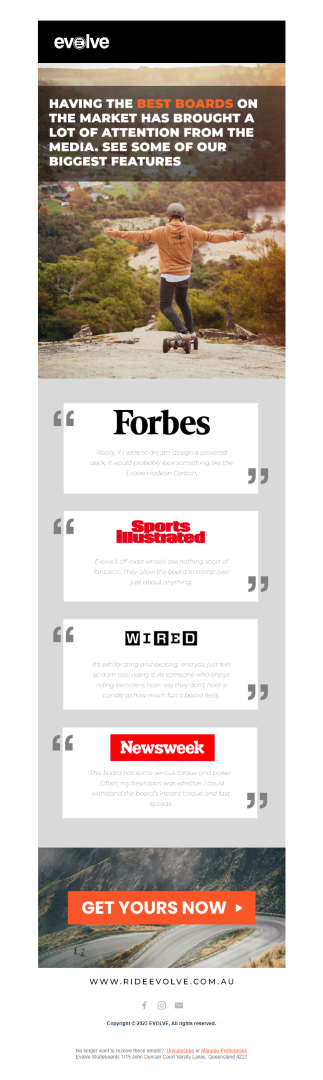 evolve
HAVING THE BEST BOARDS ON
THE MARKET HAS BROUGHT A
LOT OF ATTENTION FROM THE
MEDIA. SEE SOME OF OUR
BIGGEST FEATURES
“
Forbes
Really, if I were to dream-design a powered
deck, it would probably look something like the
Evolve Hadean Carbon.
”
“
Sports
Illustrated
Evolve's off-road wheels are nothing short of
fantastic. They allow the board to tromp over
just about anything.
”
“
WIRED
It's exhilarating and exciting, and you just feel
so darn cool riding it. As someone who enjoys
riding escooters, I can say they don't hold a
candle to how much fun a board feels.
”
“
Newsweek
This board has some serious torque and power
. Often, my hesitation was whether I could
withstand the board's instant torque and fast
speeds.
”
GET YOURS NOW
WWW.RIDEEVOLVE.COM.AU
Copyright © 2023 EVOLVE, All rights reserved.
No longer want to receive these emails? Unsubscribe or Manage Preferences.
Evolve Skateboards 1/15 John Duncan Court Varsity Lakes, Queensland 4227